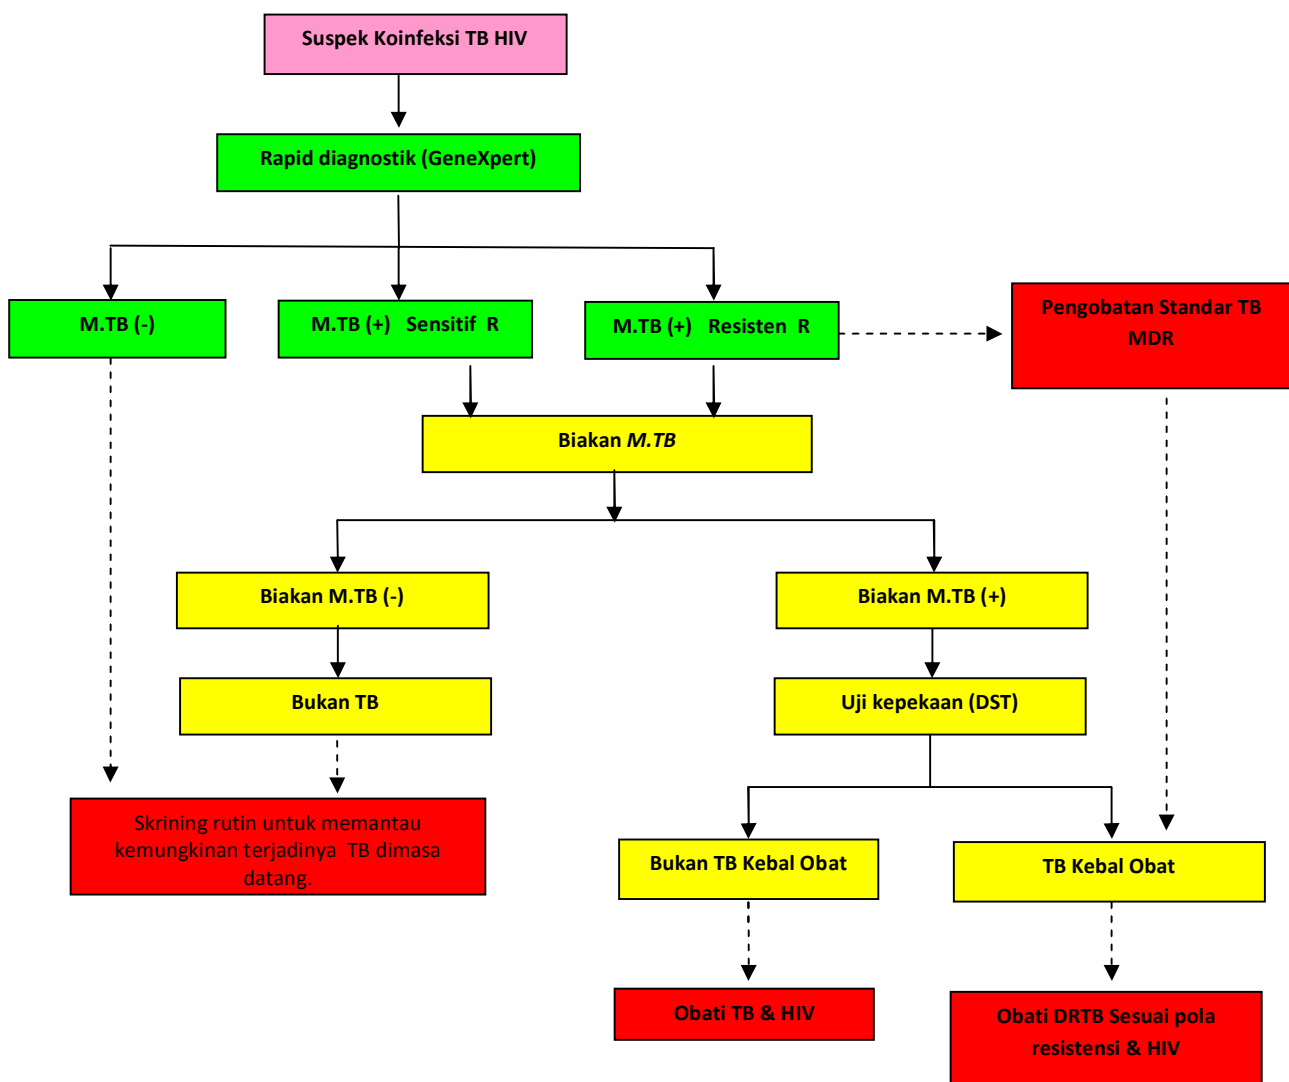 Suspek Koinfeksi TB HIV
Rapid diagnostik (GeneXpert)
M.TB (-)
M.TB (+) Sensitif R
M.TB (+) Resisten R
Pengobatan Standar TB
MDR
Biakan M.TB
Biakan M.TB (-)
Biakan M.TB (+)
Bukan TB
Uji kepekaan (DST)
Skrining rutin untuk memantau
kemungkinan terjadinya TB dimasa
datang.
Bukan TB Kebal Obat
TB Kebal Obat
Obati TB & HIV
Obati DRTB Sesuai pola
resistensi & HIV